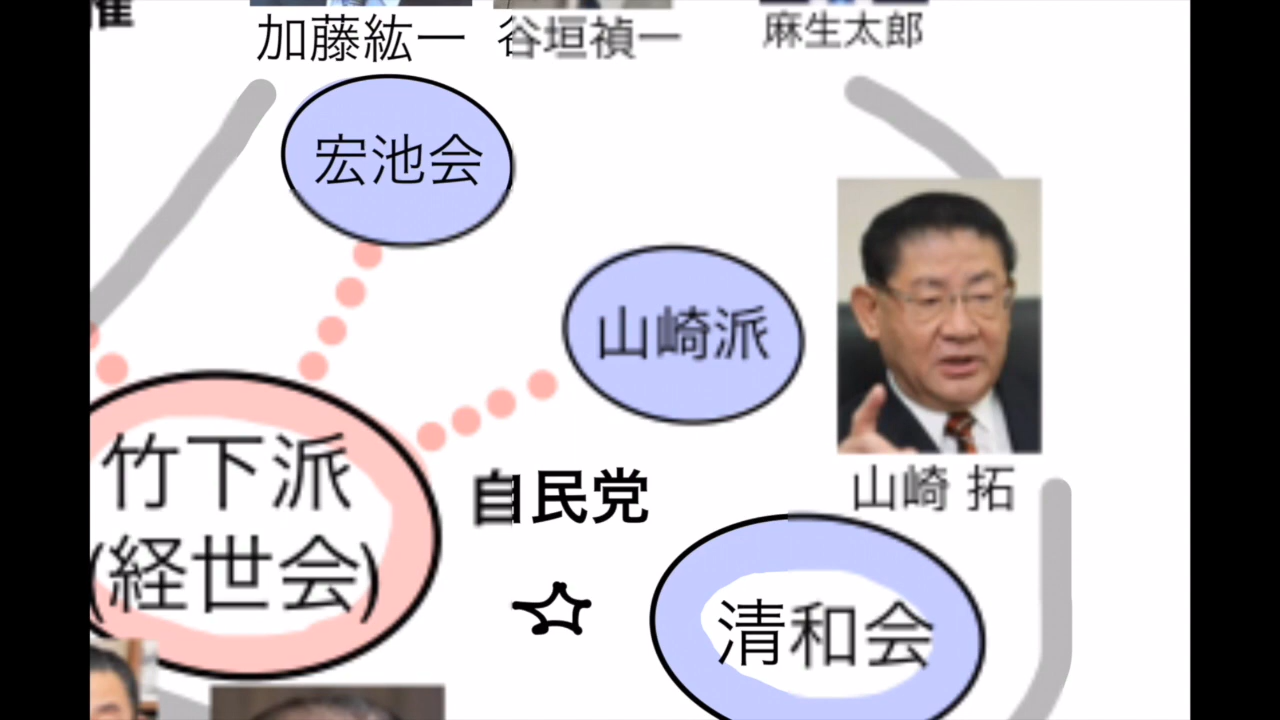 加藤紘一
谷垣禎一
麻生太郎
宏池会
山崎派
山崎 拓
竹下派
(経世会)
自民党
清和会